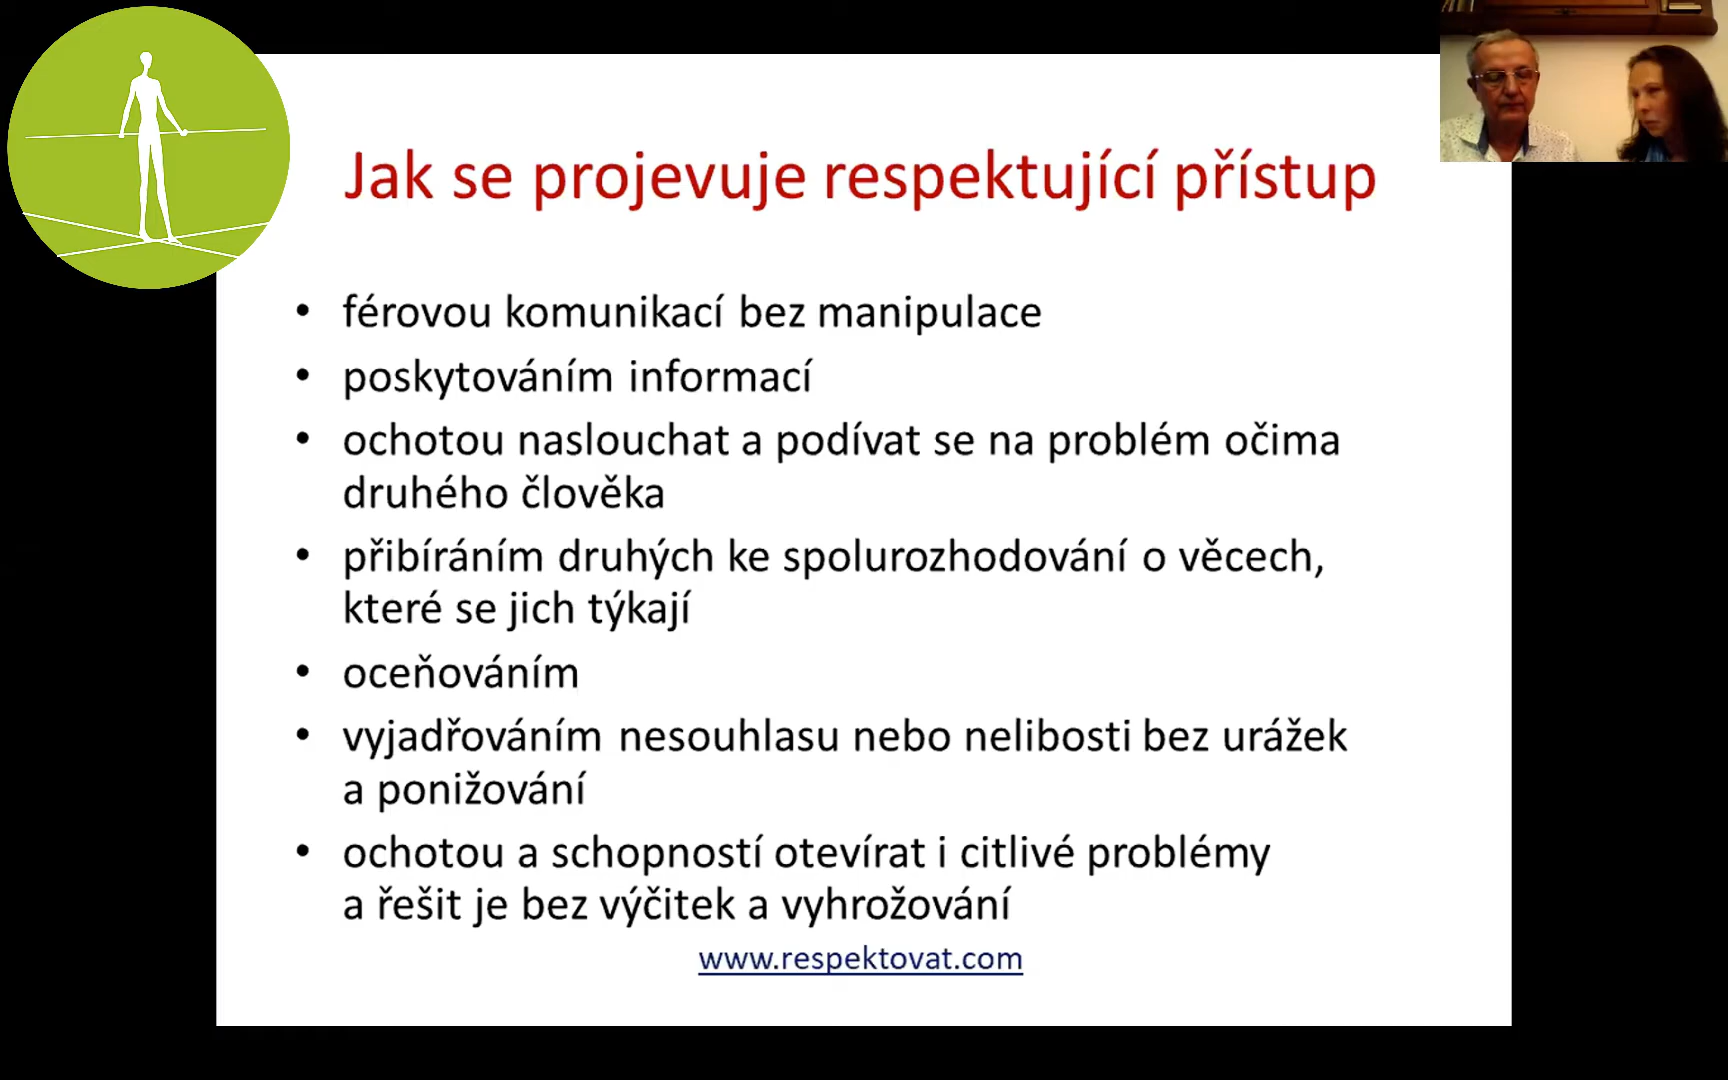 Jak se projevuje respektující přístup
• férovou komunikací bez manipulace
• poskytováním informací
• ochotou naslouchat a podívat se na problém očima
druhého člověka
• přibíráním druhých ke spolurozhodování o věcech,
které se jich týkají
• oceňováním
• vyjadřováním nesouhlasu nebo nelibosti bez urážek
a ponižování
• ochotou a schopností otevírat i citlivé problémy
a řešit je bez výčitek a vyhrožování
www.respektovat.com